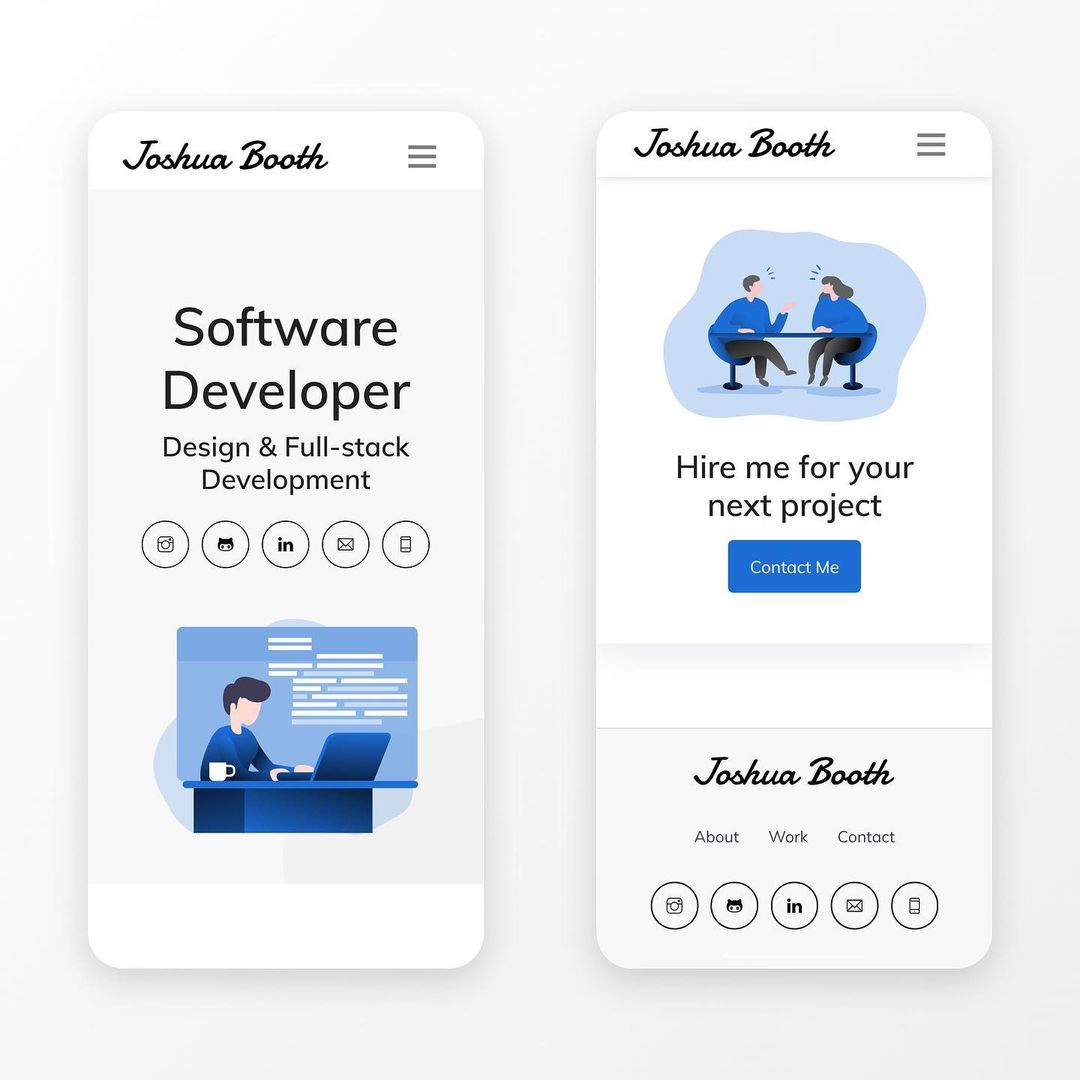 Joshua Booth
Software
Developer
Design & Full-stack
Development
in
Joshua Booth
Hire me for your
next project
Contact Me
Joshua Booth
About Work Contact
in